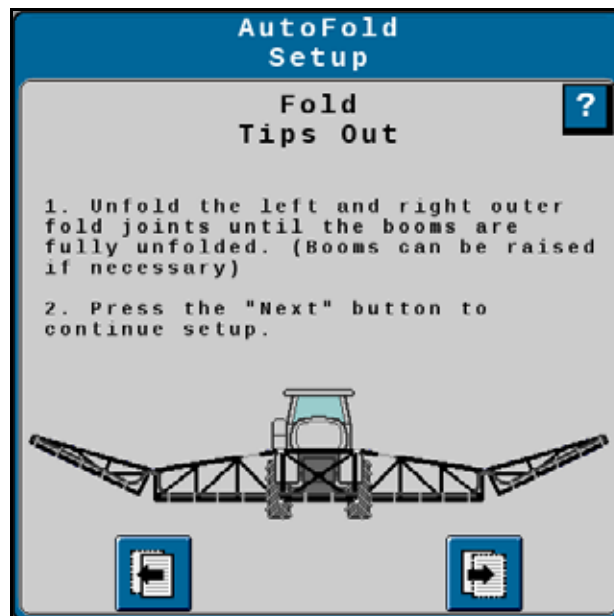 AutoFold
Setup
Fold
Tips Out
?
1. Unfold the left and right outer
fold joints until the booms are
fully unfolded. (Booms can be raised
if necessary)
2. Press the "Next" button to
continue setup.